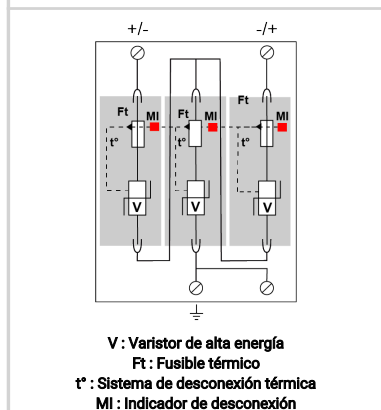 +/- -/+
Ft MI Ft MI Ft MI
t° t° t°
V V V
V : Varistor de alta energía
Ft : Fusible térmico
t° : Sistema de desconexión térmica
MI : Indicador de desconexión